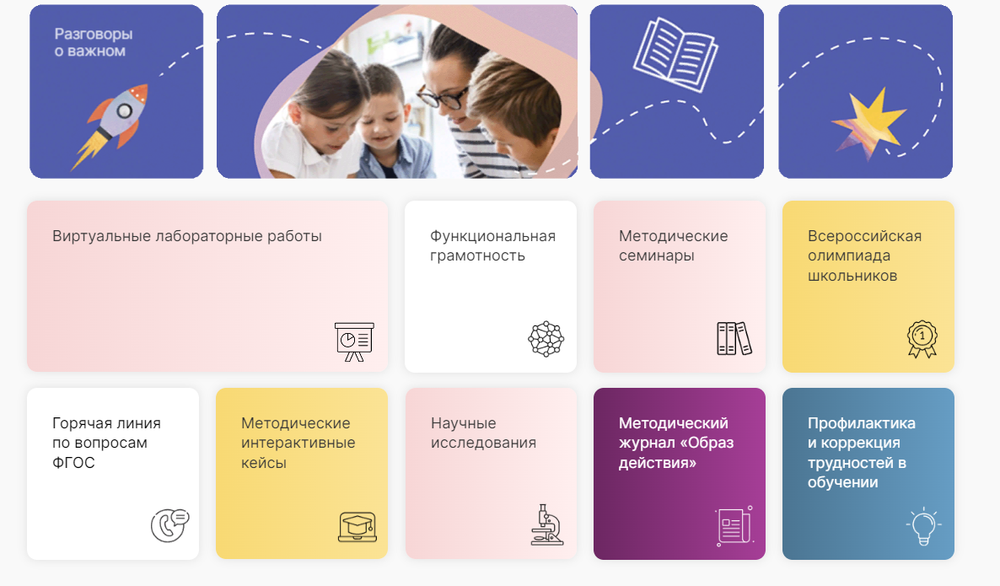 Разговоры
о важном
Виртуальные лабораторные работы
Функциональная
грамотность
Методические
семинары
Всероссийская
олимпиада
школьников
1
Горячая линия
по вопросам
ФГОС
Методические
интерактивные
кейсы
Научные
исследования
Методический
журнал «Образ
действия»
Профилактика
и коррекция
трудностей в
обучении